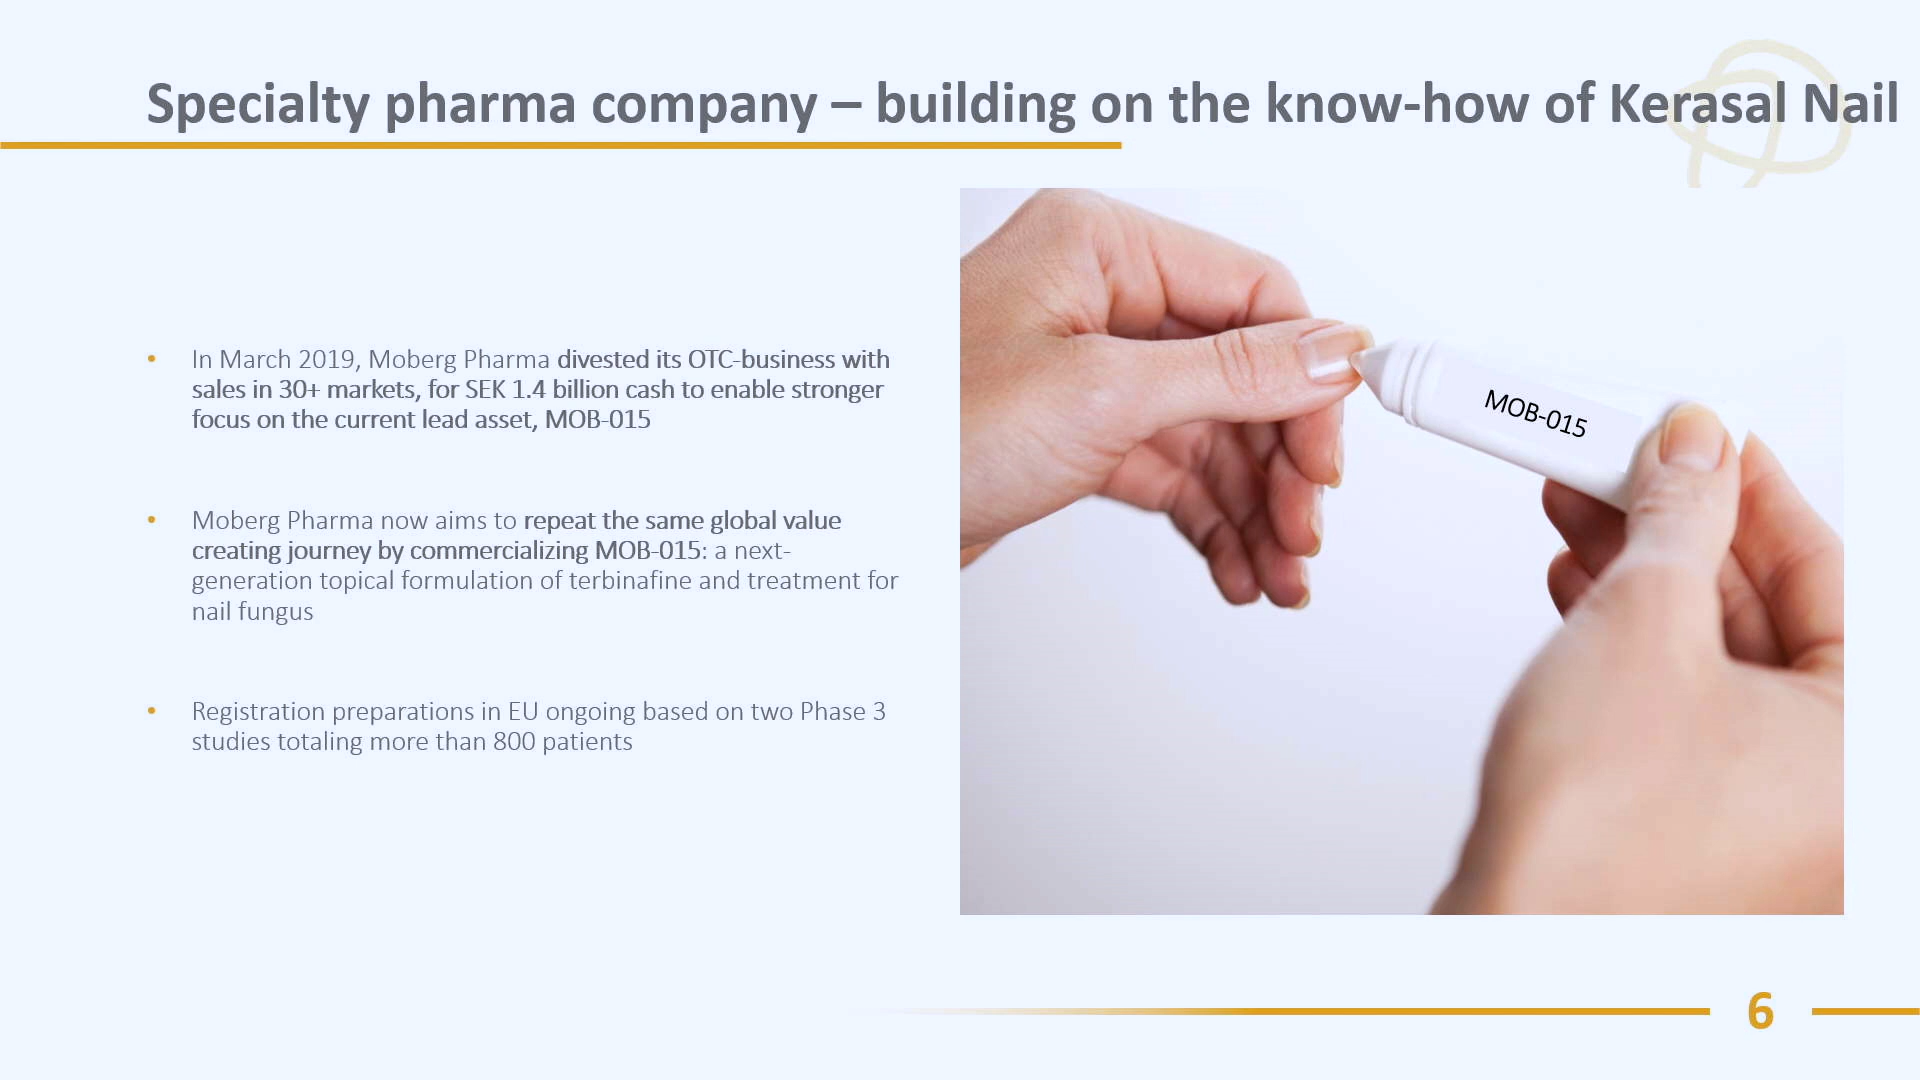 Specialty pharma company – building on the know-how of Kerasal Nail
• In March 2019, Moberg Pharma divested its OTC-business with
sales in 30+ markets, for SEK 1.4 billion cash to enable stronger
focus on the current lead asset, MOB-015
• Moberg Pharma now aims to repeat the same global value
creating journey by commercializing MOB-015: a next-
generation topical formulation of terbinafine and treatment for
nail fungus
• Registration preparations in EU ongoing based on two Phase 3
studies totaling more than 800 patients
MOB-015
6